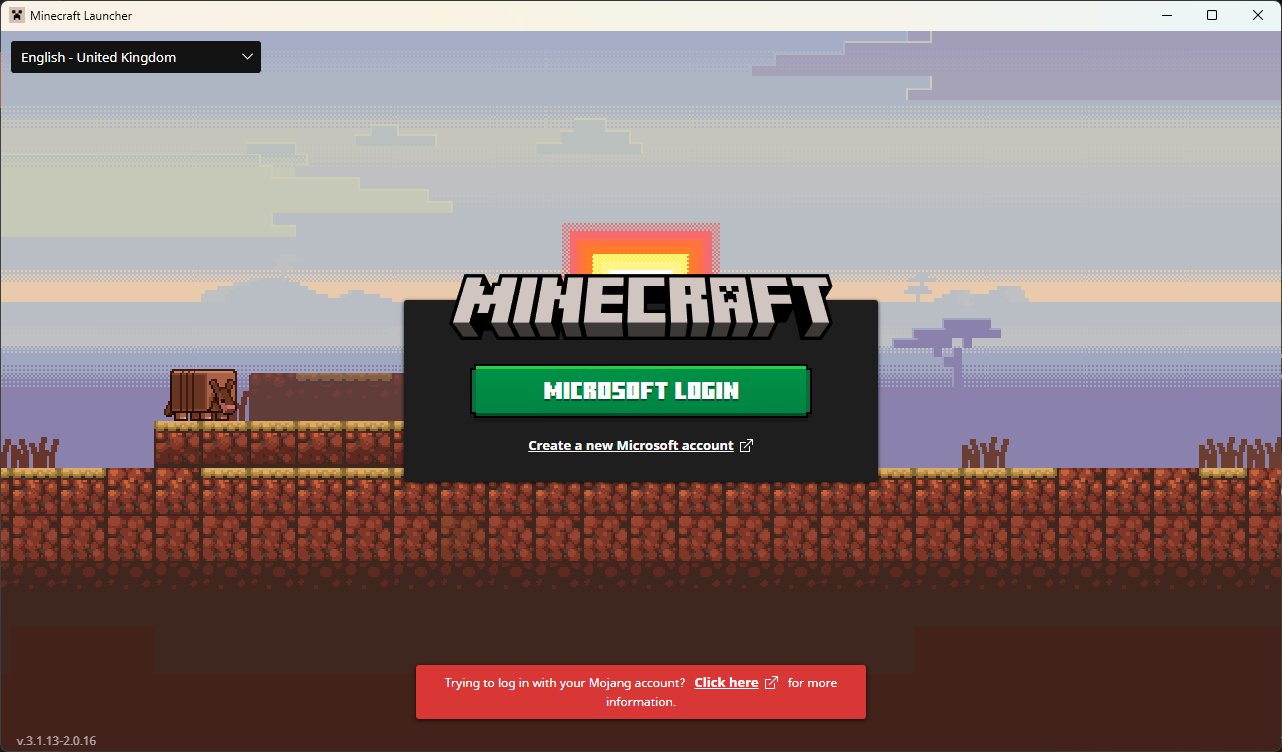 Minecraft Launcher
English - United Kingdom
MINECRAFT
MICROSOFT LOGIN
Create a new Microsoft account
Trying to log in with your Mojang account? Click here for more
information.
v.3.1.13-2.0.16